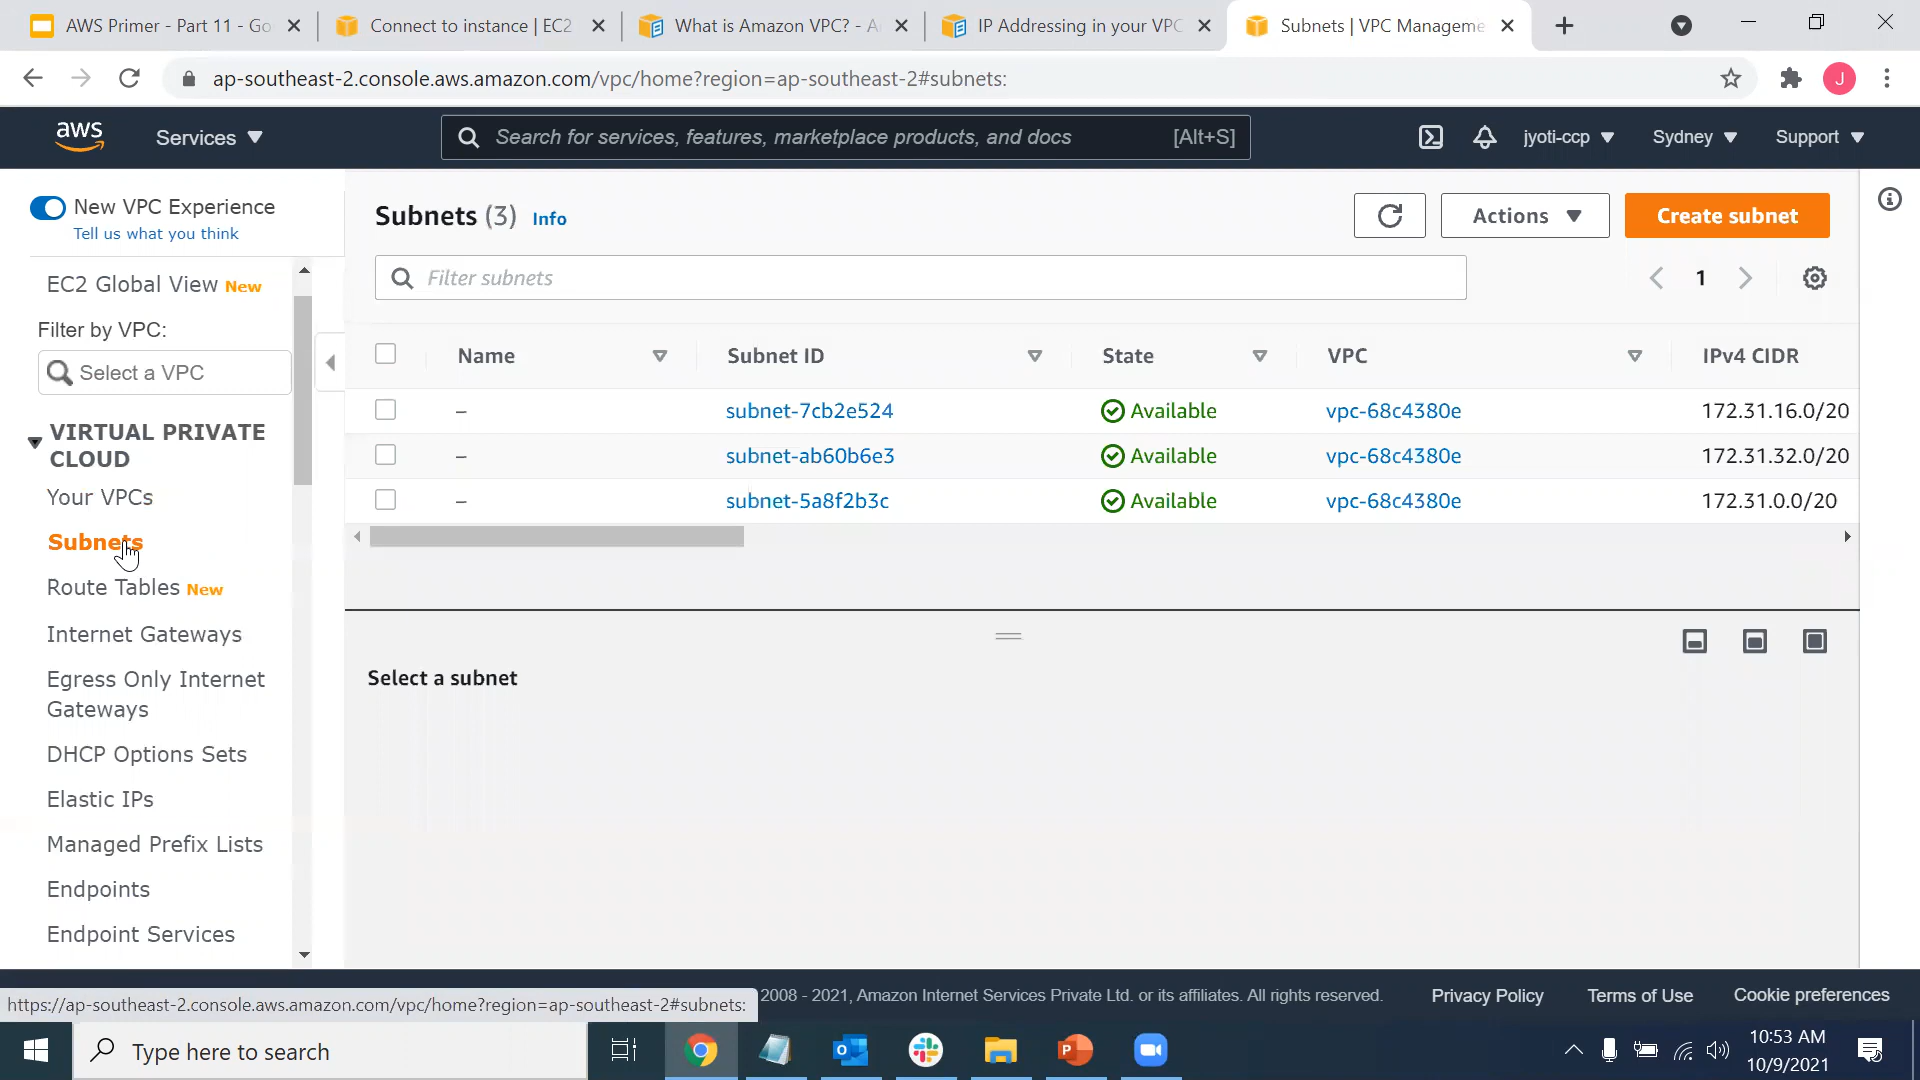 AWS Primer - Part 11 - Go
Connect to instance | EC2
What is Amazon VPC? - A
IP Addressing in your VPC
Subnets | VPC Manageme
ap-southeast-2.console.aws.amazon.com/vpc/home?region=ap-southeast-2#subnets:
J
aws
Services
Search for services, features, marketplace products, and docs
[Alt+S]
jyoti-ccp
Sydney
Support
New VPC Experience
Tell us what you think
EC2 Global View New
Filter by VPC:
Select a VPC
VIRTUAL PRIVATE
CLOUD
Your VPCs
Subnets
Route Tables New
Internet Gateways
Egress Only Internet
Gateways
DHCP Options Sets
Elastic IPs
Managed Prefix Lists
Endpoints
Endpoint Services
Subnets (3) Info
Actions
Create subnet
Filter subnets
1
Name Subnet ID State VPC IPv4 CIDR
– subnet-7cb2e524 Available vpc-68c4380e 172.31.16.0/20
– subnet-ab60b6e3 Available vpc-68c4380e 172.31.32.0/20
– subnet-5a8f2b3c Available vpc-68c4380e 172.31.0.0/20
Select a subnet
https://ap-southeast-2.console.aws.amazon.com/vpc/home?region=ap-southeast-2#subnets:
2008 - 2021, Amazon Internet Services Private Ltd. or its affiliates. All rights reserved.
Privacy Policy
Terms of Use
Cookie preferences
Type here to search
10:53 AM
10/9/2021